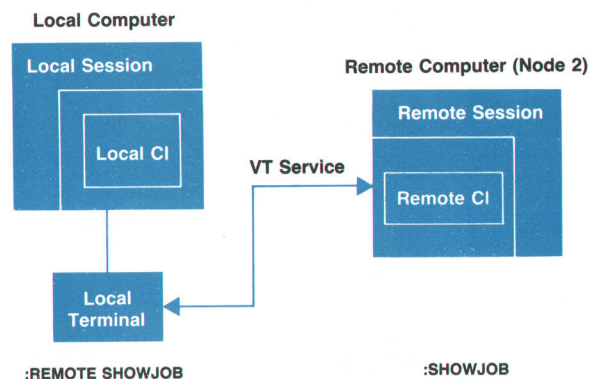 Local Computer
Local Session
Local CI
Remote Computer (Node 2)
Remote Session
VT Service
Remote CI
Local
Terminal
:REMOTE SHOWJOB
:SHOWJOB